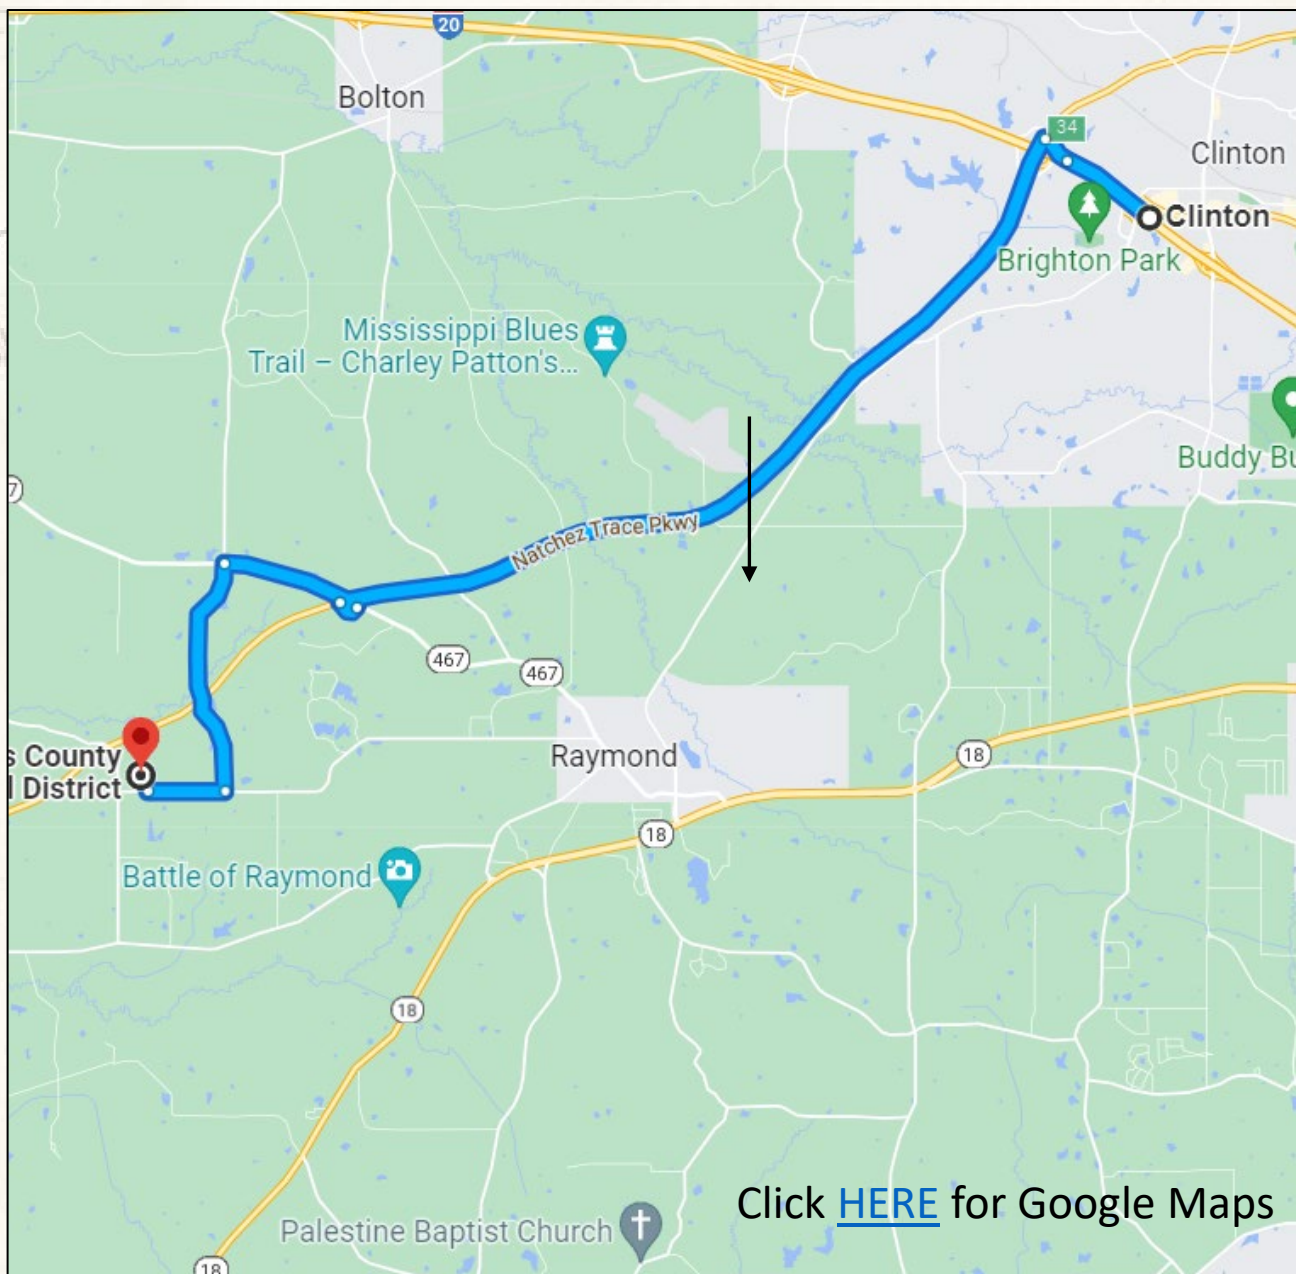 20
Bolton
34
Clinton
Clinton
Brighton Park
Mississippi Blues
Trail – Charley Patton's...
Buddy Bu
7
Natchez Trace Pkwy
467
467
Raymond
18
s County
l District
18
Battle of Raymond
18
Click HERE for Google Maps
Palestine Baptist Church
18